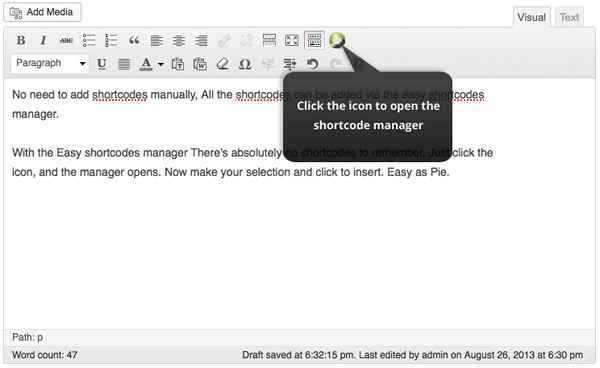 Add Media
Visual Text
B I ABC
Paragraph U A T W Ω
No need to add shortcodes manually, All the shortcodes can be added via the easy shortcodes
manager.
Click the icon to open the
shortcode manager
With the Easy shortcodes manager There's absolutely no shortcodes to remember. Just click the
icon, and the manager opens. Now make your selection and click to insert. Easy as Pie.
Path: p
Word count: 47 Draft saved at 6:32:15 pm. Last edited by admin on August 26, 2013 at 6:30 pm